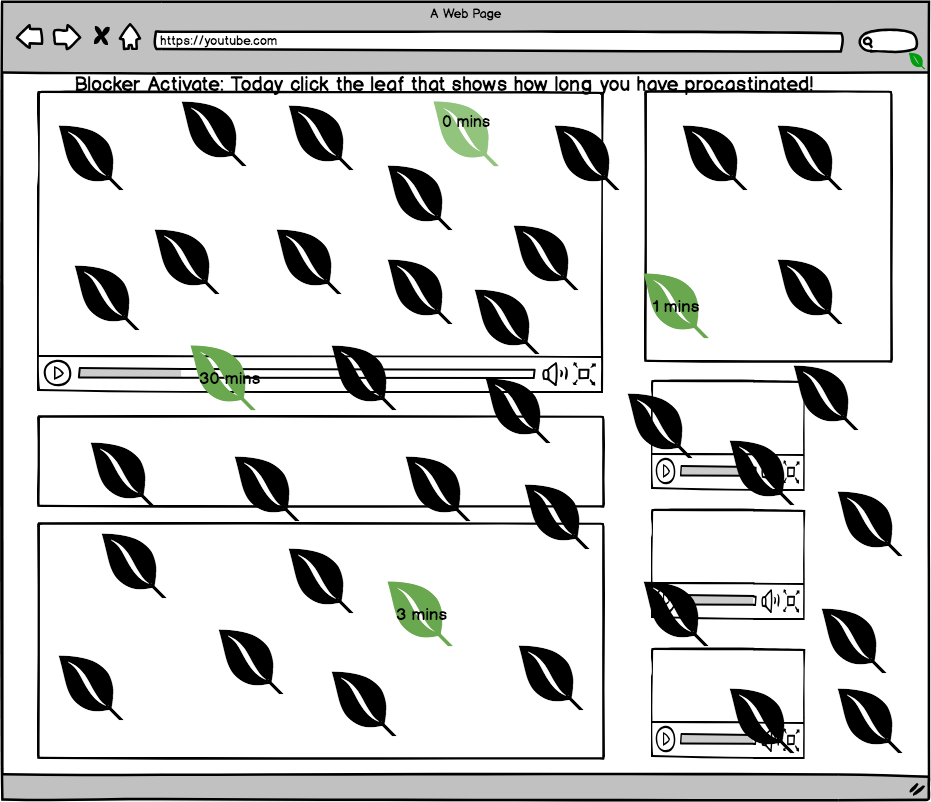 A Web Page
https://youtube.com
Blocker Activate: Today click the leaf that shows how long you have procastinated!
0 mins
1 mins
30 mins
3 mins